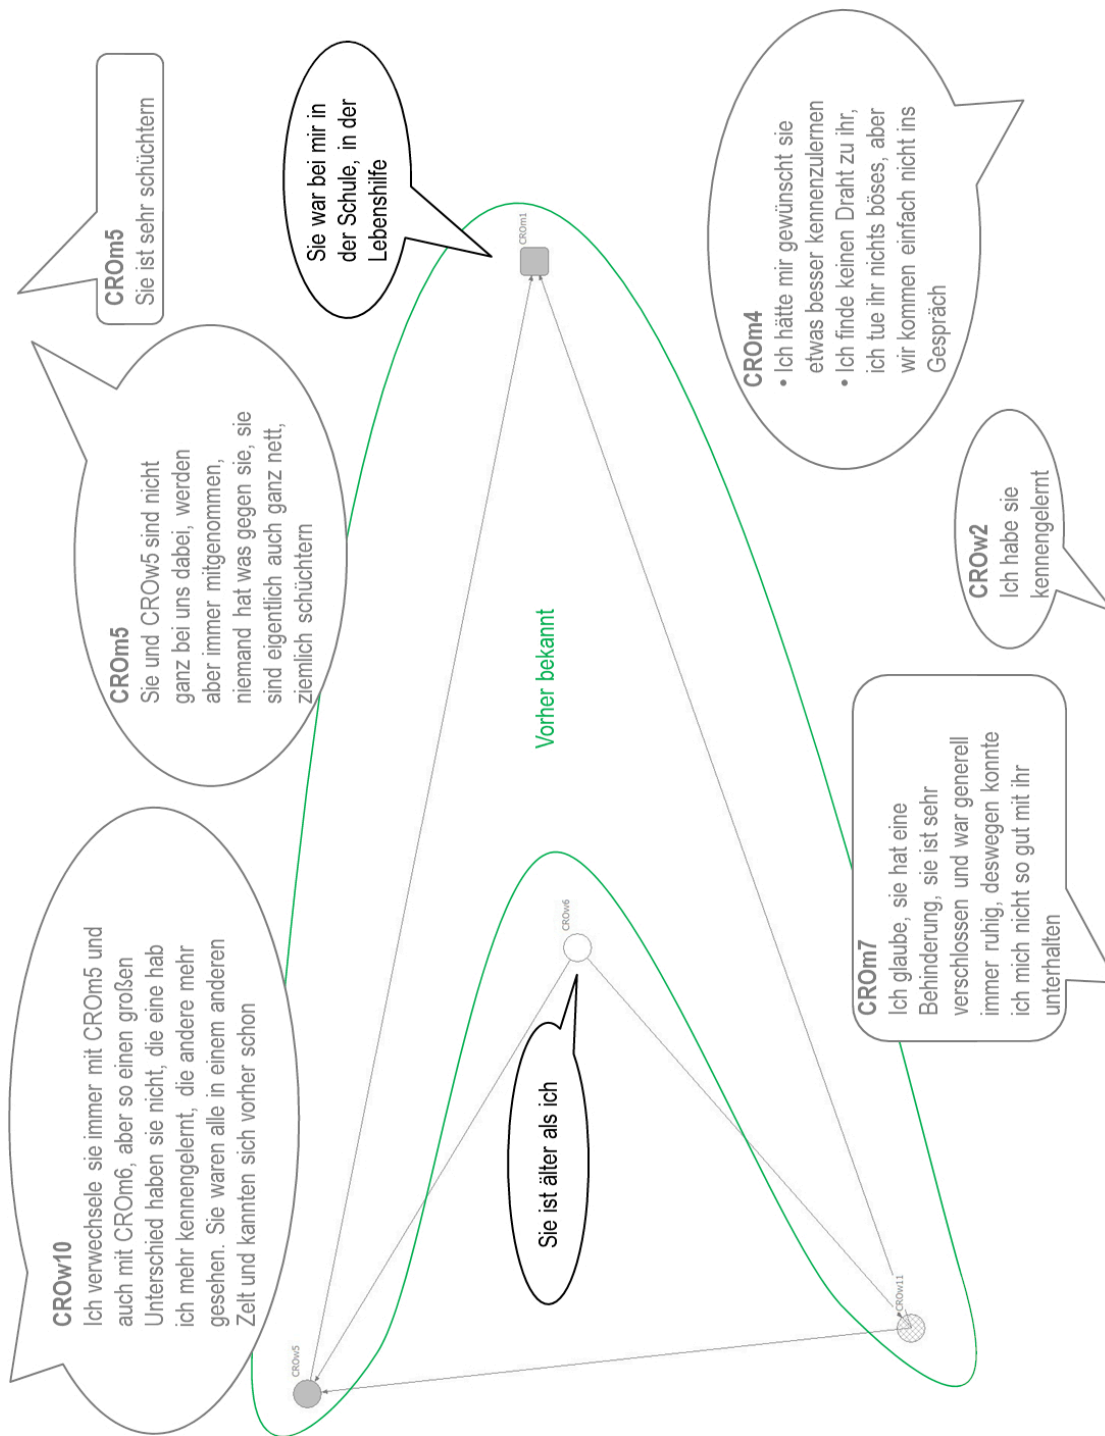 CROw10
Ich verwechsele sie immer mit CROm5 und
auch mit CROm6, aber so einen großen
Unterschied haben sie nicht, die eine hab
ich mehr kennengelernt, die andere mehr
gesehen. Sie waren alle in einem anderen
Zelt und kannten sich vorher schon
CROm5
Sie und CROw5 sind nicht
ganz bei uns dabei, werden
aber immer mitgenommen,
niemand hat was gegen sie, sie
sind eigentlich auch ganz nett,
ziemlich schüchtern
CROm5
Sie ist sehr schüchtern
Sie war bei mir in
der Schule, in der
Lebenshilfe
CROw5
CROm1
Vorher bekannt
CROw6
Sie ist älter als ich
CROw11
CROm7
Ich glaube, sie hat eine
Behinderung, sie ist sehr
verschlossen und war generell
immer ruhig, deswegen konnte
ich mich nicht so gut mit ihr
unterhalten
CROw2
Ich habe sie
kennengelernt
CROm4
• Ich hätte mir gewünscht sie
etwas besser kennenzulernen
• Ich finde keinen Draht zu ihr,
ich tue ihr nichts böses, aber
wir kommen einfach nicht ins
Gespräch